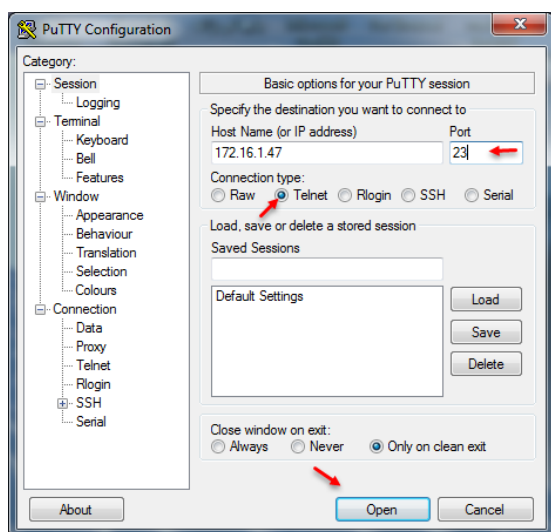 PuTTY Configuration
Category:
Session
Logging
Terminal
Keyboard
Bell
Features
Window
Appearance
Behaviour
Translation
Selection
Colours
Connection
Data
Proxy
Telnet
Rlogin
SSH
Serial
Basic options for your PuTTY session
Specify the destination you want to connect to
Host Name (or IP address) Port
172.16.1.47 23
Connection type:
Raw Telnet Rlogin SSH Serial
Load, save or delete a stored session
Saved Sessions
Default Settings
Load
Save
Delete
Close window on exit:
Always Never Only on clean exit
About Open Cancel